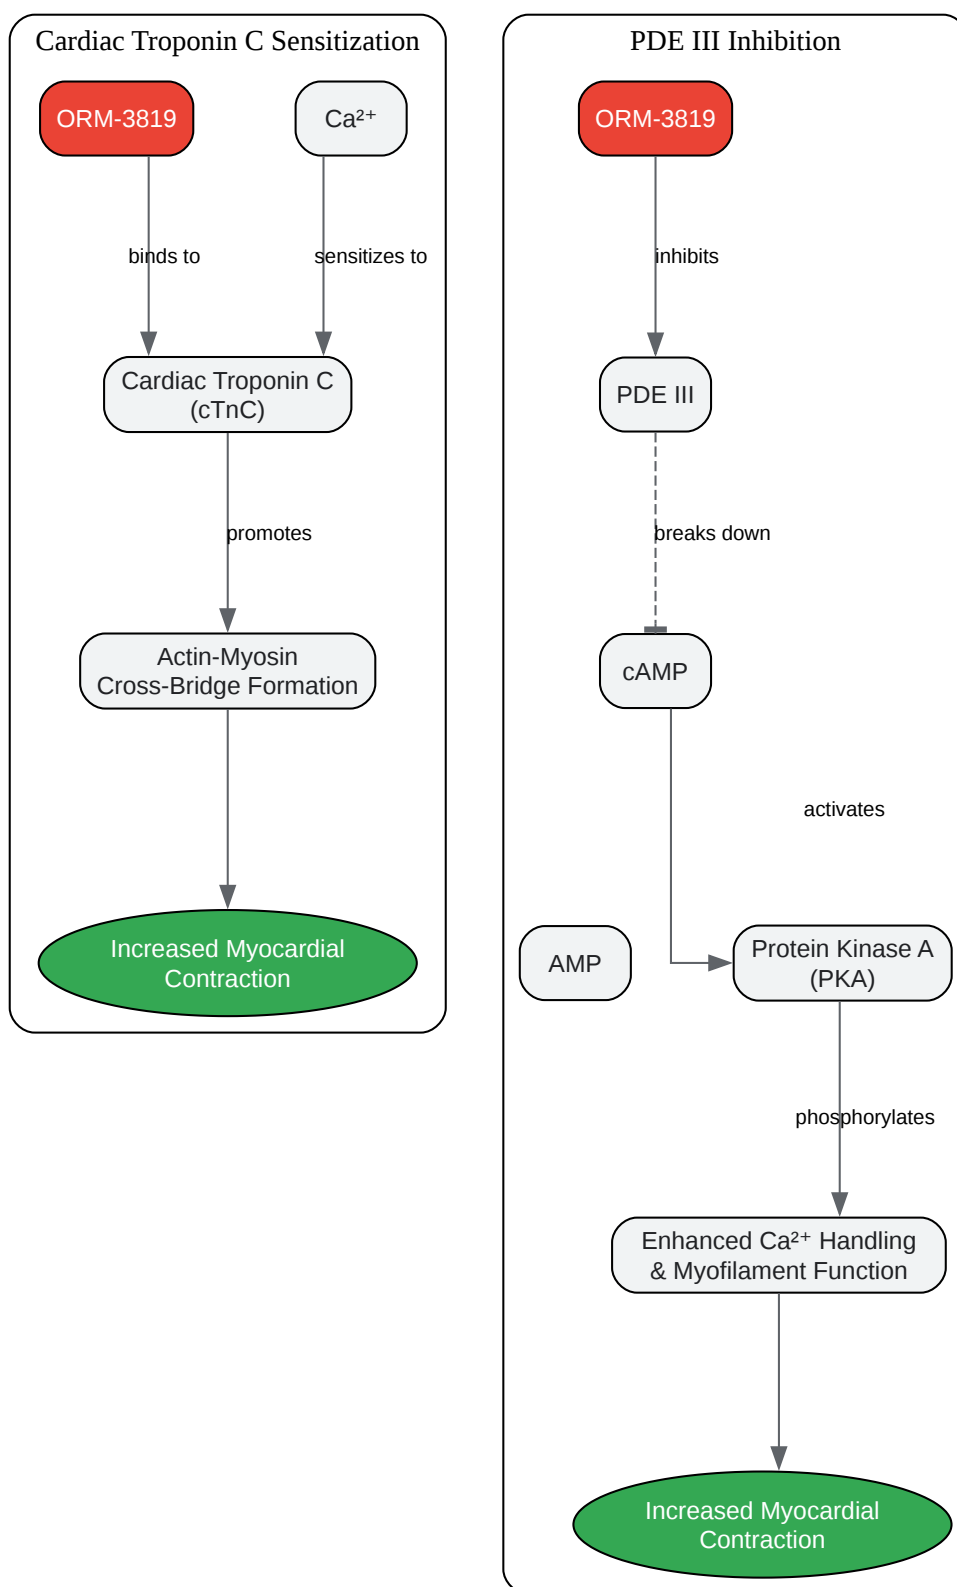 Cardiac Troponin C Sensitization
ORM-3819
Ca²⁺
binds to
sensitizes to
Cardiac Troponin C
(cTnC)
promotes
Actin-Myosin
Cross-Bridge Formation
Increased Myocardial
Contraction
PDE III Inhibition
ORM-3819
inhibits
PDE III
breaks down
cAMP
activates
AMP
Protein Kinase A
(PKA)
phosphorylates
Enhanced Ca²⁺ Handling
& Myofilament Function
Increased Myocardial
Contraction